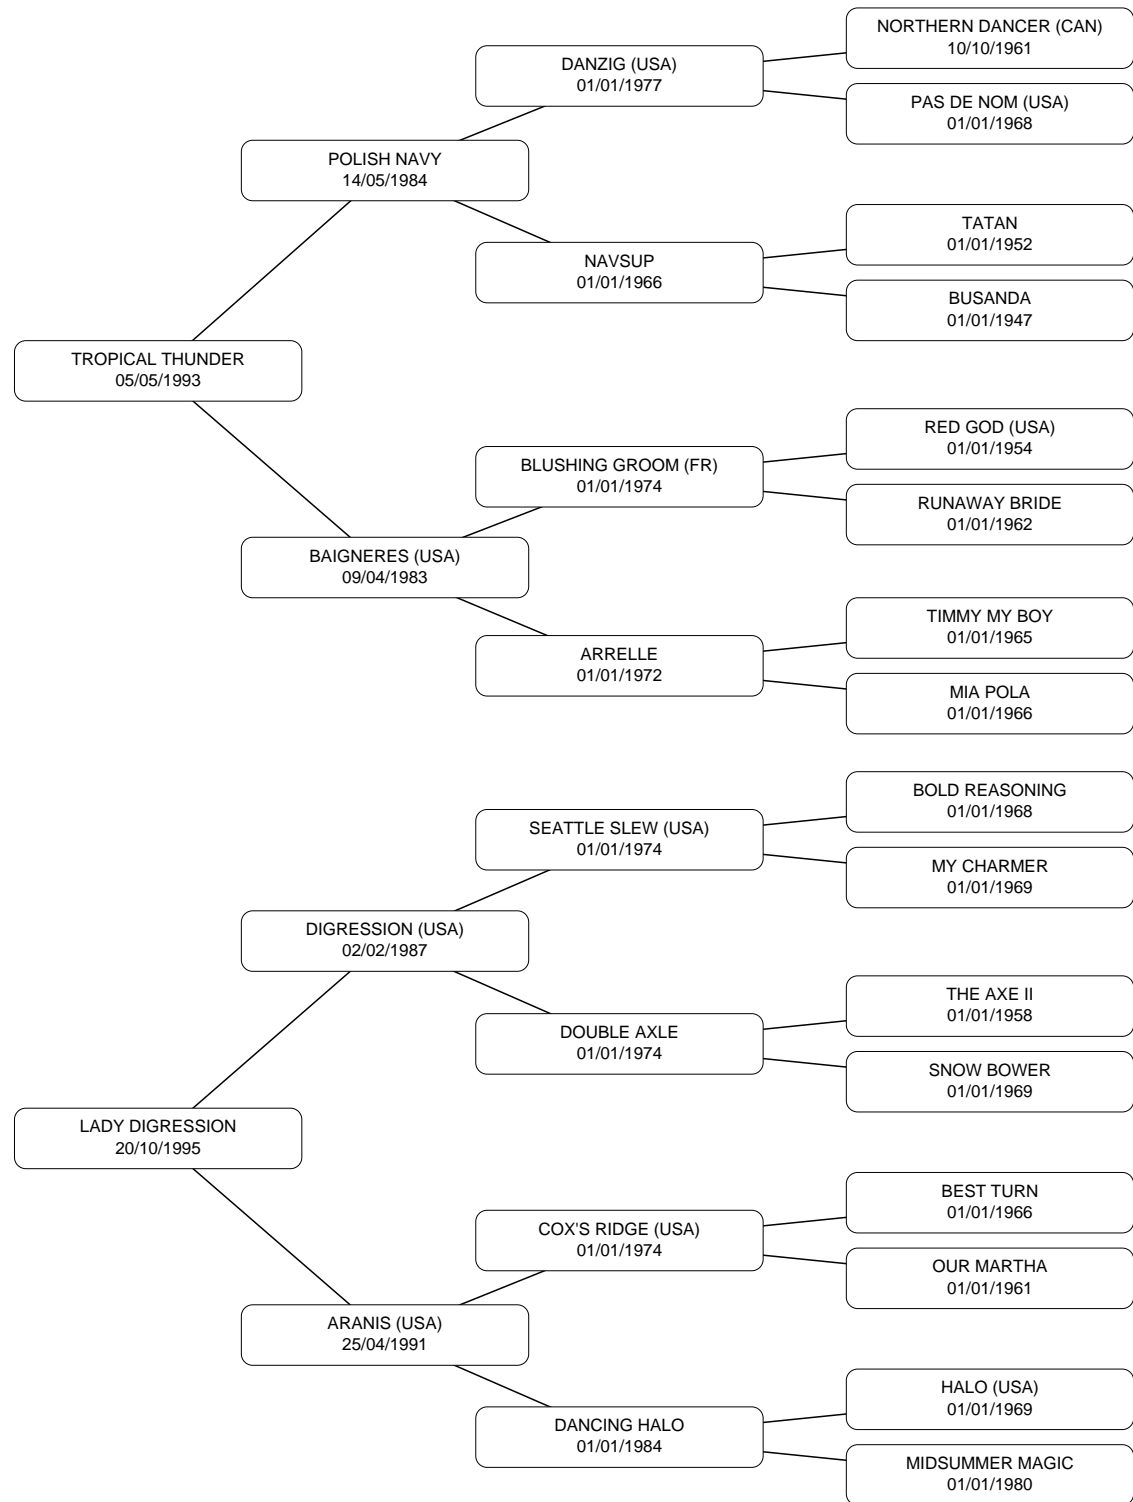 NORTHERN DANCER (CAN)
10/10/1961
DANZIG (USA)
01/01/1977
PAS DE NOM (USA)
01/01/1968
POLISH NAVY
14/05/1984
TATAN
01/01/1952
NAVSUP
01/01/1966
BUSANDA
01/01/1947
TROPICAL THUNDER
05/05/1993
RED GOD (USA)
01/01/1954
BLUSHING GROOM (FR)
01/01/1974
RUNAWAY BRIDE
01/01/1962
BAIGNERES (USA)
09/04/1983
TIMMY MY BOY
01/01/1965
ARRELLE
01/01/1972
MIA POLA
01/01/1966
BOLD REASONING
01/01/1968
SEATTLE SLEW (USA)
01/01/1974
MY CHARMER
01/01/1969
DIGRESSION (USA)
02/02/1987
THE AXE II
01/01/1958
DOUBLE AXLE
01/01/1974
SNOW BOWER
01/01/1969
LADY DIGRESSION
20/10/1995
BEST TURN
01/01/1966
COX'S RIDGE (USA)
01/01/1974
OUR MARTHA
01/01/1961
ARANIS (USA)
25/04/1991
HALO (USA)
01/01/1969
DANCING HALO
01/01/1984
MIDSUMMER MAGIC
01/01/1980